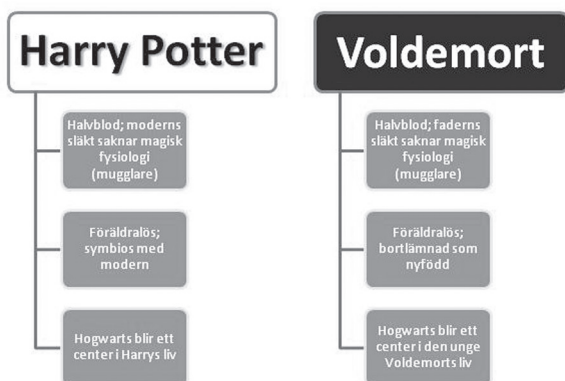 Harry Potter
Halvblod; moderns
släkt saknar magisk
fysiologi
(mugglare)
Föräldralös;
symbios med
modern
Hogwarts blir ett
center i Harrys liv
Voldemort
Halvblod; faderns
släkt saknar magisk
fysiologi
(mugglare)
Föräldralös;
bortlämnad som
nyfödd
Hogwarts blir ett
center i den unge
Voldemorts liv